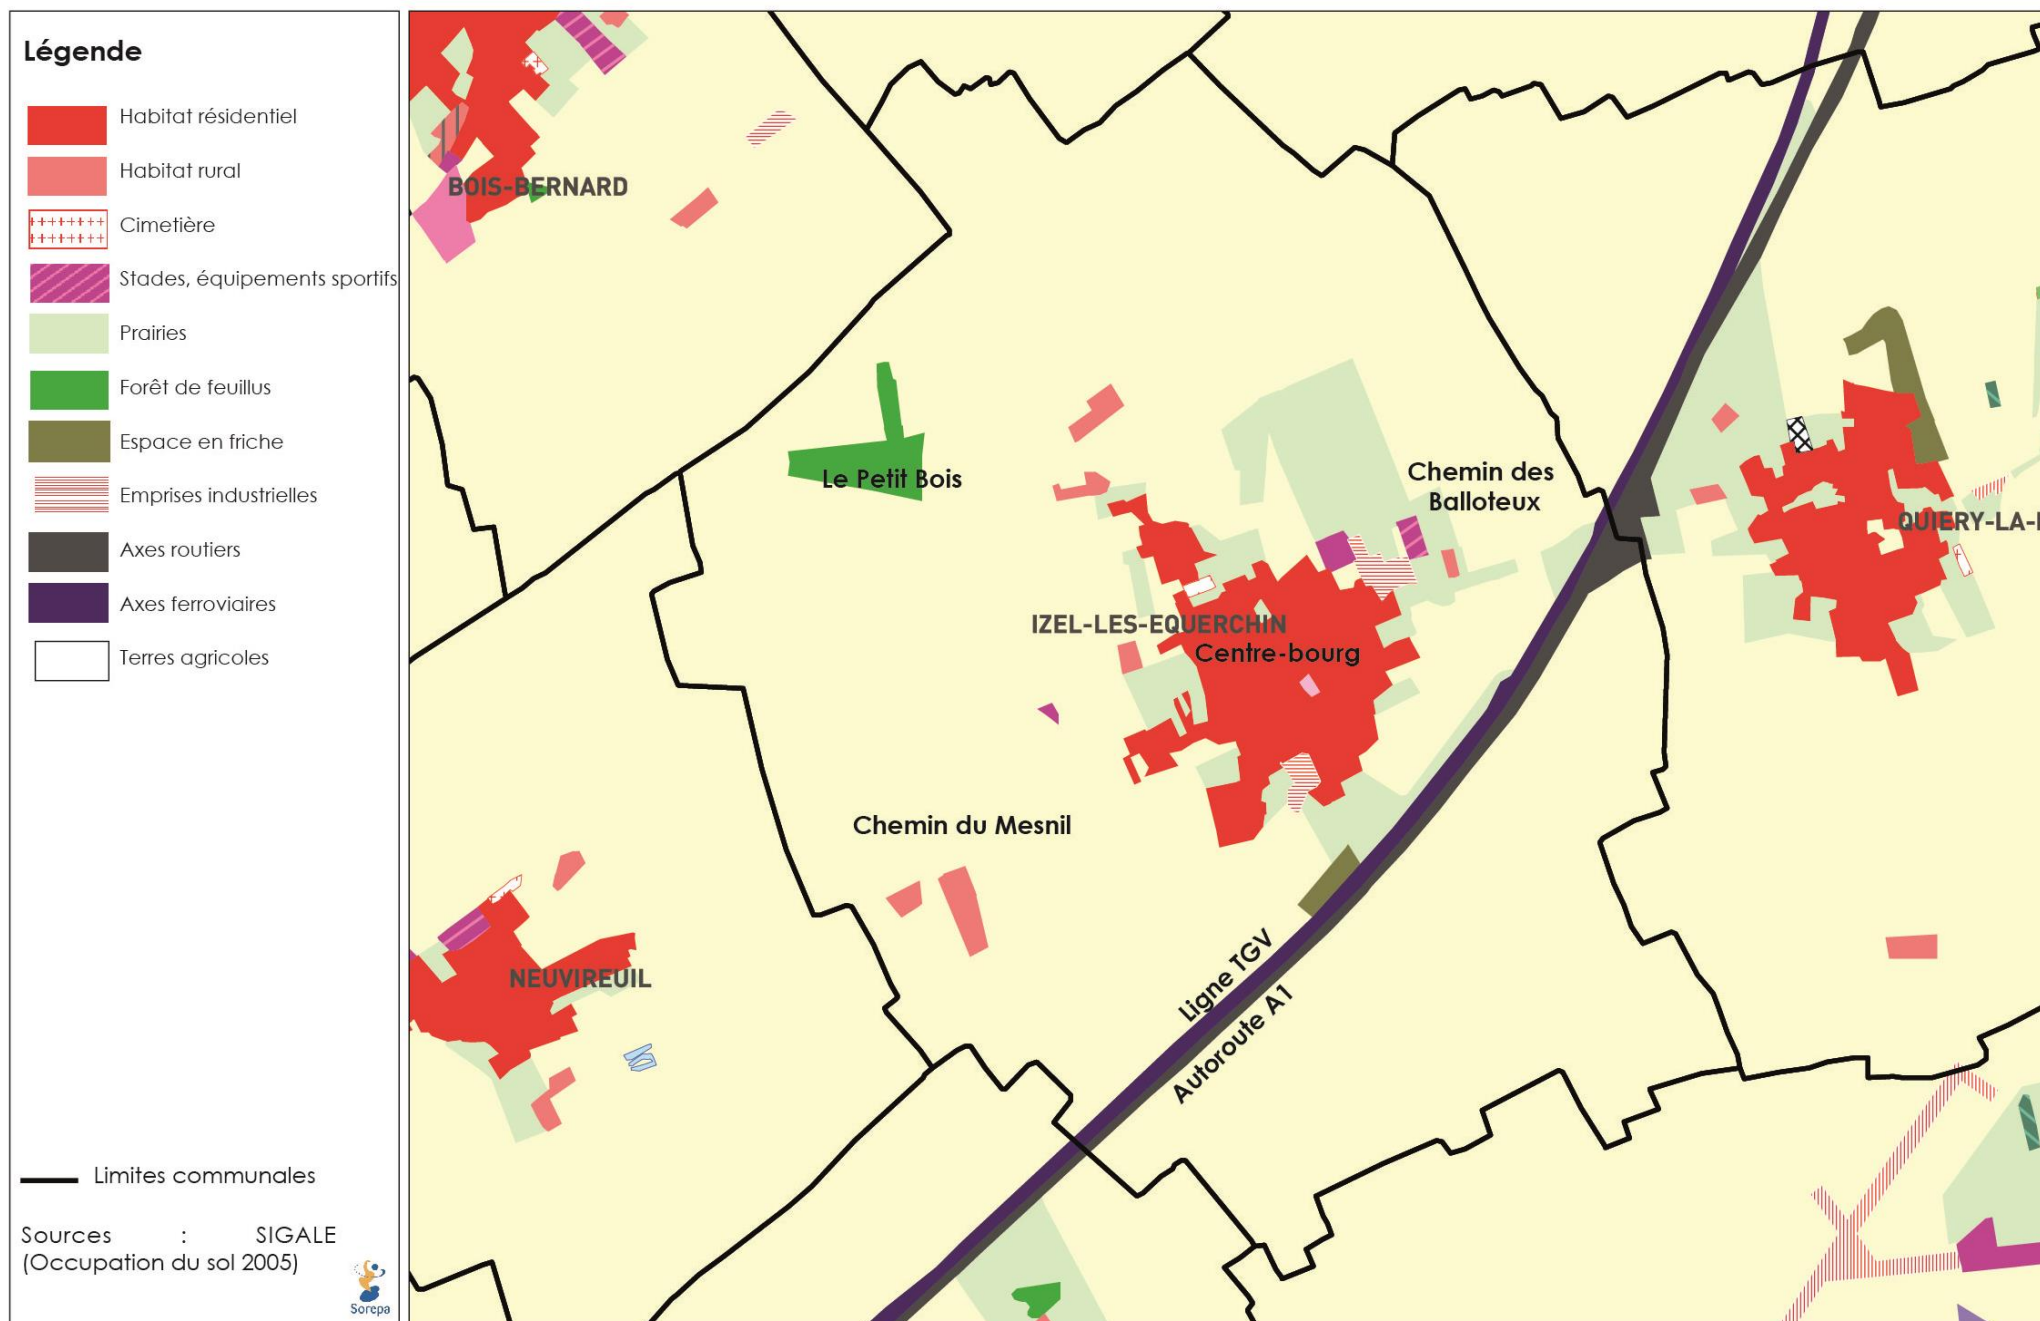 Légende
Habitat résidentiel
Habitat rural
Cimetière
Stades, équipements sportifs
Prairies
Forêt de feuillus
Espace en friche
Emprises industrielles
Axes routiers
Axes ferroviaires
Terres agricoles
Limites communales
Sources : SIGALE
(Occupation du sol 2005)
Sorepa
BOIS-BERNARD
Le Petit Bois
Chemin des
Balloteux
QUIERY-LA-
IZEL-LES-EQUERCHIN
Centre-bourg
Chemin du Mesnil
NEUVIREUIL
Ligne TGV
Autoroute A1